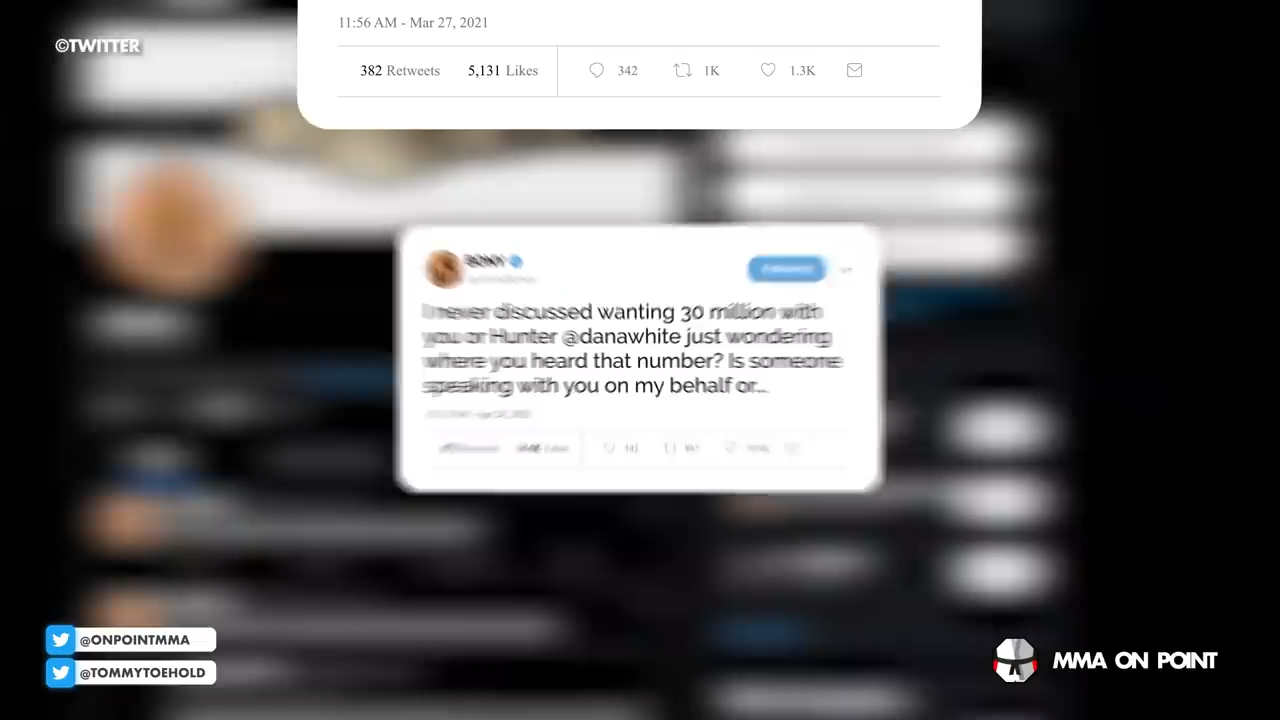 11:56 AM - Mar 27, 2021
©TWITTER
382 Retweets 5,131 Likes 342 1K 1.3K
BONY
I never discussed wanting 30 million with
you or Hunter @danawhite just wondering
where you heard that number? Is someone
speaking with you on my behalf or...
@ONPOINTMMA
@TOMMYTOEHOLD
MMA ON POINT